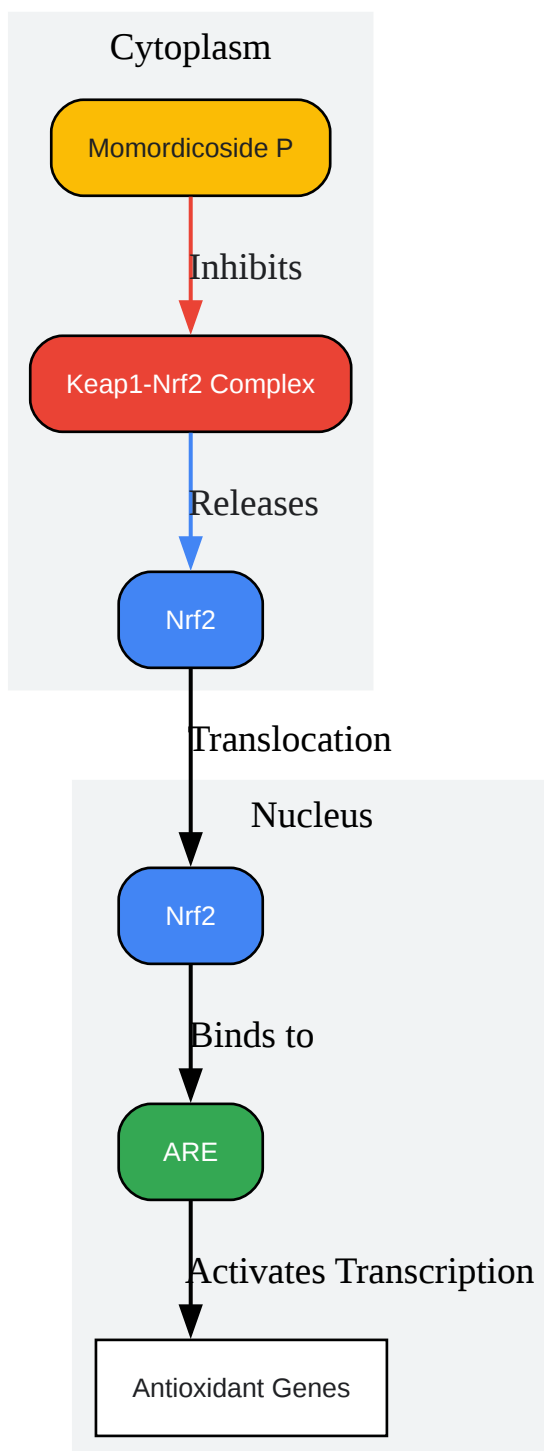 Cytoplasm
Momordicoside P
Inhibits
Keap1-Nrf2 Complex
Releases
Nrf2
Translocation
Nucleus
Nrf2
Binds to
ARE
Activates Transcription
Antioxidant Genes